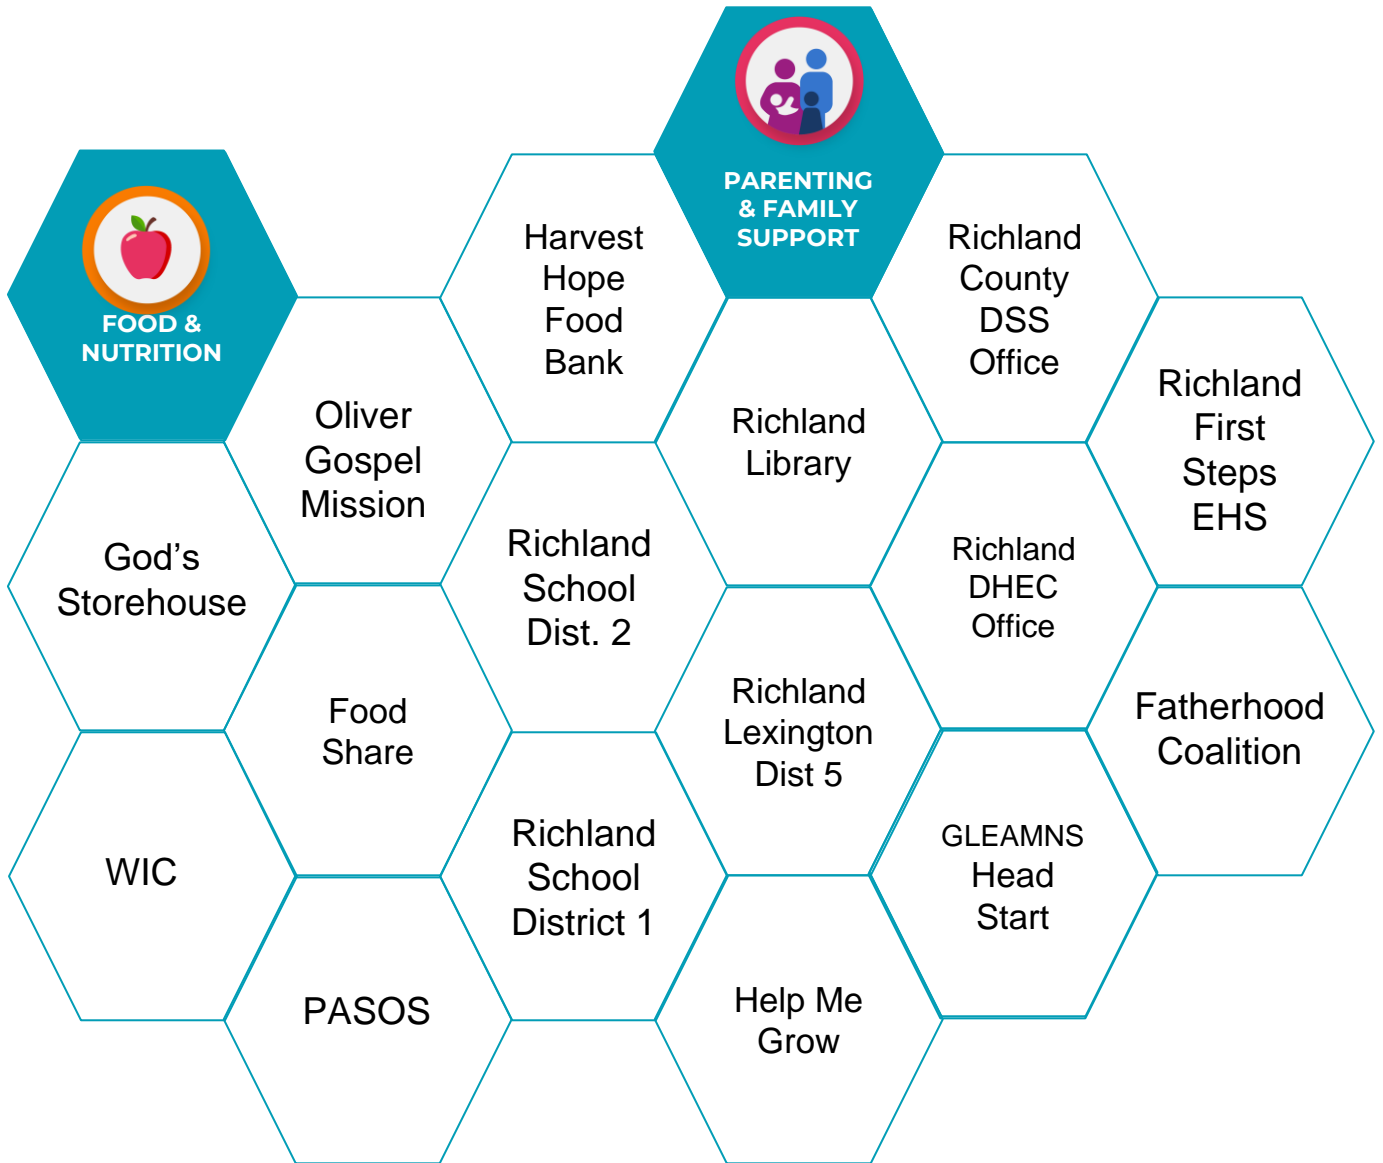 FOOD &
NUTRITION
God’s
Storehouse
WIC
Oliver
Gospel
Mission
Food
Share
PASOS
Harvest
Hope
Food
Bank
Richland
School
Dist. 2
Richland
School
District 1
PARENTING
& FAMILY
SUPPORT
Richland
Library
Richland
Lexington
Dist 5
Help Me
Grow
Richland
County
DSS
Office
Richland
DHEC
Office
GLEAMNS
Head
Start
Richland
First
Steps
EHS
Fatherhood
Coalition